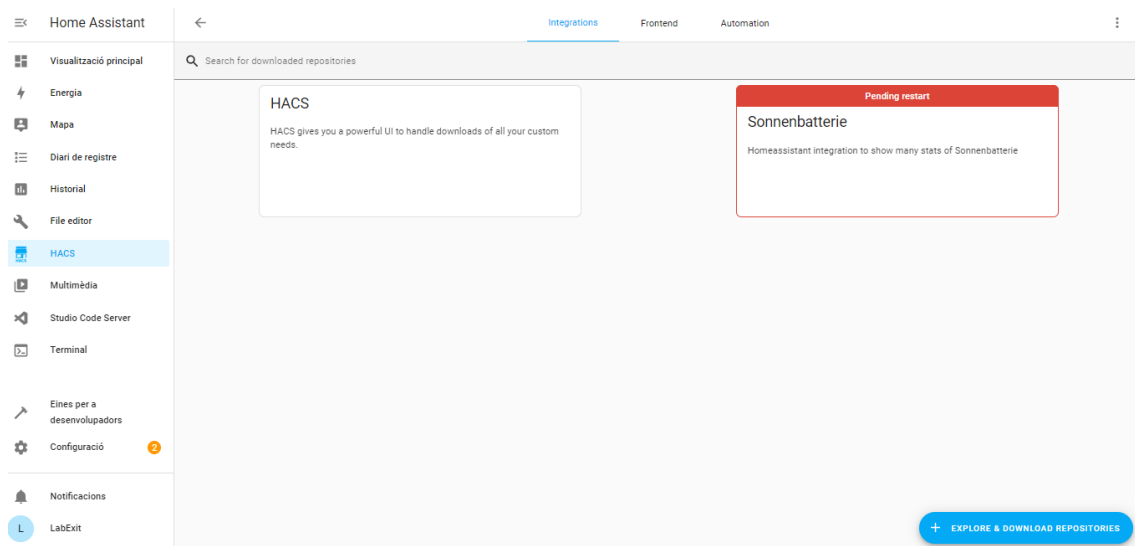 Home Assistant
Visualització principal
Energia
Mapa
Diari de registre
Historial
File editor
HACS
HACS
Multimèdia
Studio Code Server
Terminal
Eines per a
desenvolupadors
Configuració 2
Notificacions
L LabExit
Integrations Frontend Automation
Search for downloaded repositories
HACS
HACS gives you a powerful UI to handle downloads of all your custom
needs.
Pending restart
Sonnenbatterie
Homeassistant integration to show many stats of Sonnenbatterie
+ EXPLORE & DOWNLOAD REPOSITORIES